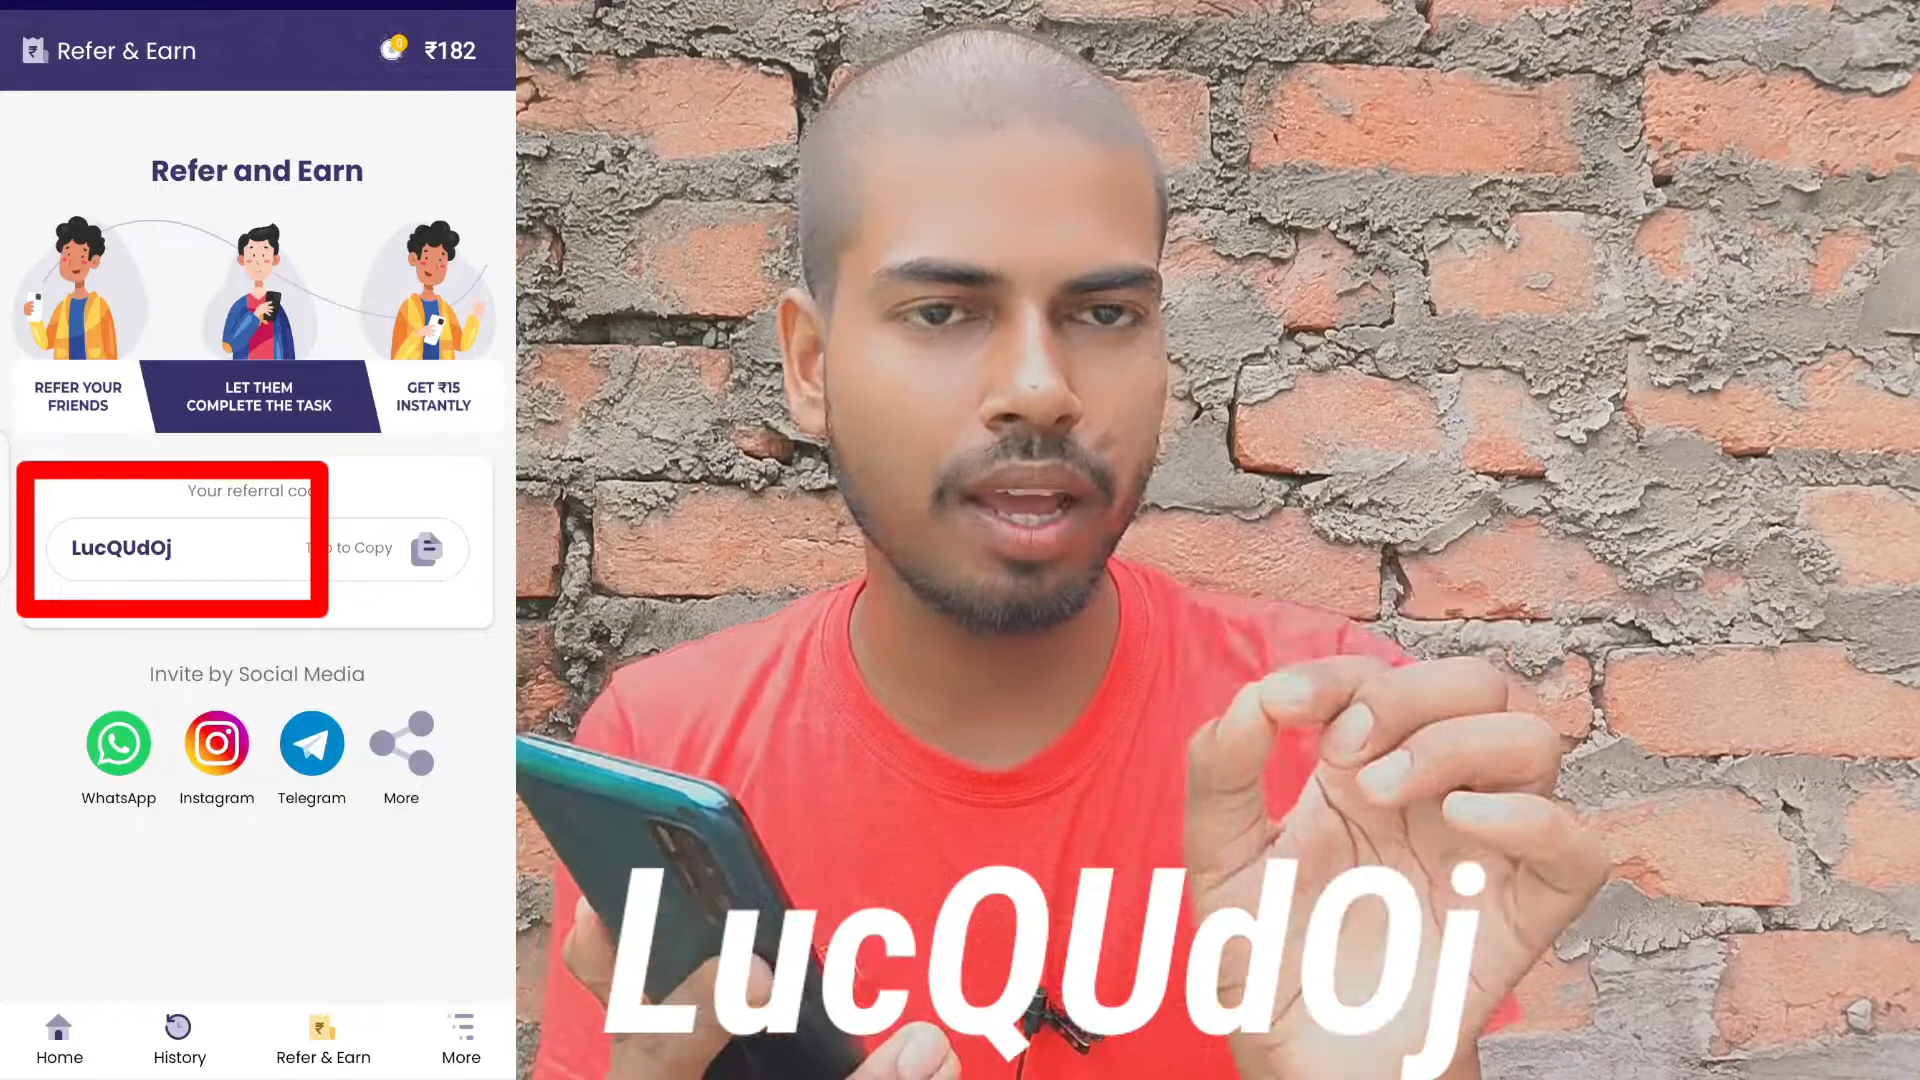 Refer & Earn
0
₹182
Refer and Earn
REFER YOUR
FRIENDS
LET THEM
COMPLETE THE TASK
GET ₹15
INSTANTLY
Your referral
LucQUdOj
to Copy
Invite by Social Media
WhatsApp
Instagram
Telegram
More
LucQUdOj
Home
History
Refer & Earn
More